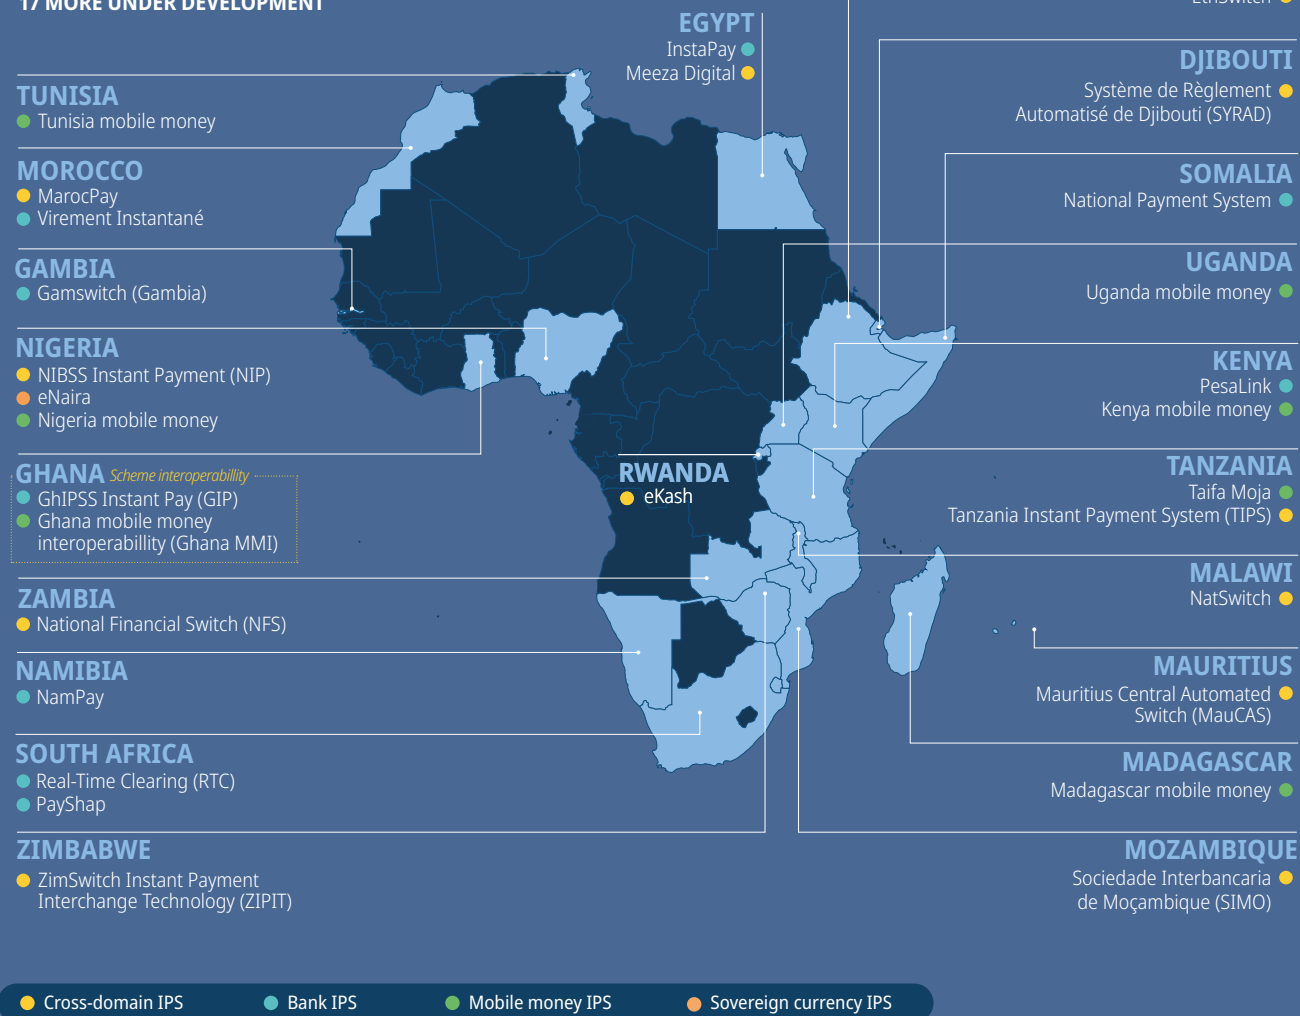 17 MORE UNDER DEVELOPMENT
TUNISIA
Tunisia mobile money
MOROCCO
MarocPay
Virement Instantané
GAMBIA
Gamswitch (Gambia)
NIGERIA
NIBSS Instant Payment (NIP)
eNaira
Nigeria mobile money
GHANA Scheme interoperabillity
GhIPSS Instant Pay (GIP)
Ghana mobile money
interoperabillity (Ghana MMI)
ZAMBIA
National Financial Switch (NFS)
NAMIBIA
NamPay
SOUTH AFRICA
Real-Time Clearing (RTC)
PayShap
ZIMBABWE
ZimSwitch Instant Payment
Interchange Technology (ZIPIT)
EGYPT
InstaPay
Meeza Digital
RWANDA
eKash
EthSwitch
DJIBOUTI
Système de Règlement
Automatisé de Djibouti (SYRAD)
SOMALIA
National Payment System
UGANDA
Uganda mobile money
KENYA
PesaLink
Kenya mobile money
TANZANIA
Taifa Moja
Tanzania Instant Payment System (TIPS)
MALAWI
NatSwitch
MAURITIUS
Mauritius Central Automated
Switch (MauCAS)
MADAGASCAR
Madagascar mobile money
MOZAMBIQUE
Sociedade Interbancaria
de Moçambique (SIMO)
Cross-domain IPS
Bank IPS
Mobile money IPS
Sovereign currency IPS